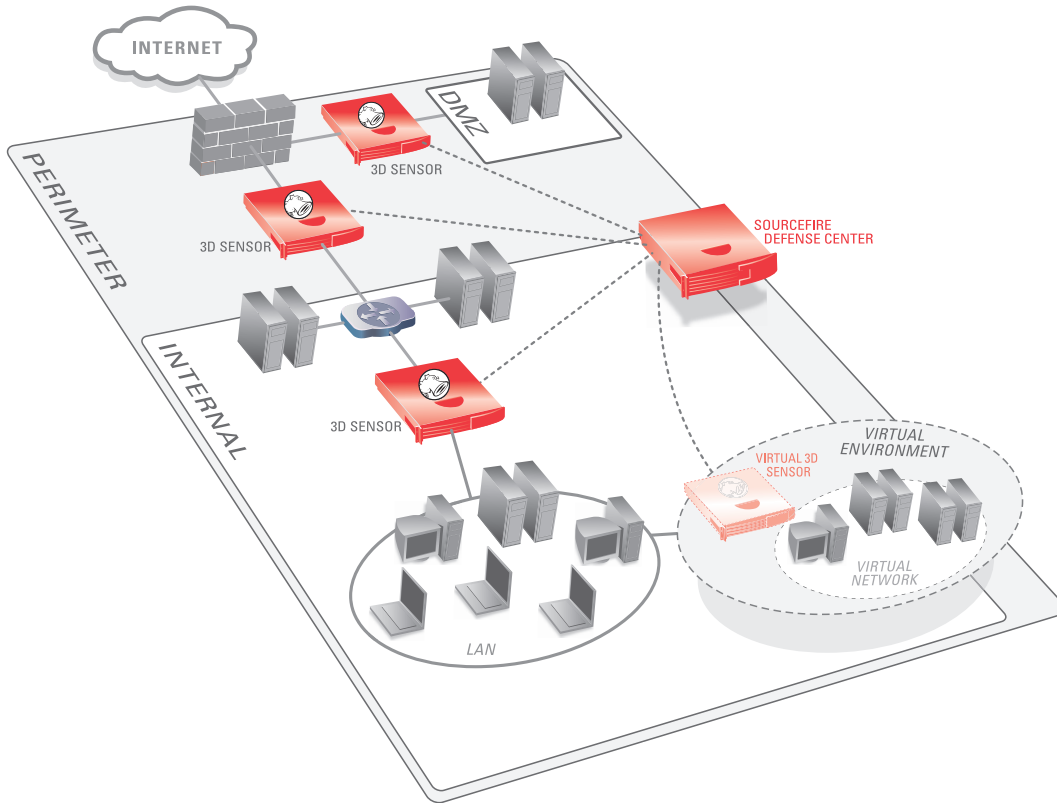 INTERNET
DMZ
3D SENSOR
PERIMETER
3D SENSOR
SOURCEFIRE
DEFENSE CENTER
INTERNAL
3D SENSOR
VIRTUAL
ENVIRONMENT
VIRTUAL 3D
SENSOR
VIRTUAL
NETWORK
LAN